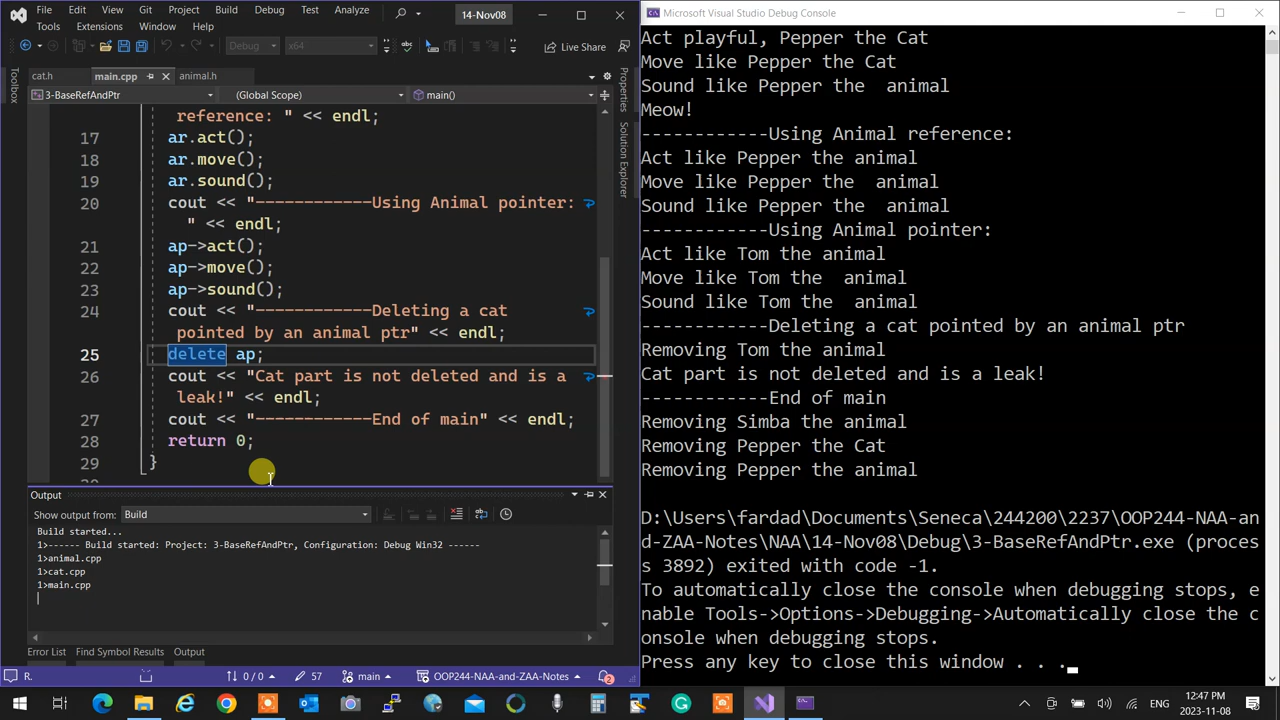 File Edit View Git Project Build Debug Test Analyze
14-Nov08
Tools Extensions Window Help
Debug x64 Live Share
Toolbox
cat.h main.cpp animal.h
3-BaseRefAndPtr (Global Scope) main()
reference: " << endl;
17 ar.act();
18 ar.move();
19 ar.sound();
20 cout << "------------Using Animal pointer:
" << endl;
21 ap->act();
22 ap->move();
23 ap->sound();
24 cout << "------------Deleting a cat
pointed by an animal ptr" << endl;
25 delete ap;
26 cout << "Cat part is not deleted and is a
leak!" << endl;
27 cout << "------------End of main" << endl;
28 return 0;
29 }
Properties
Solution Explorer
Output
Show output from: Build
Build started...
1>------ Build started: Project: 3-BaseRefAndPtr, Configuration: Debug Win32 ------
1>animal.cpp
1>cat.cpp
1>main.cpp
Error List Find Symbol Results Output
R. 0 / 0 57 main OOP244-NAA-and-ZAA-Notes 2
Microsoft Visual Studio Debug Console
Act playful, Pepper the Cat
Move like Pepper the Cat
Sound like Pepper the  animal
Meow!
------------Using Animal reference:
Act like Pepper the animal
Move like Pepper the  animal
Sound like Pepper the  animal
------------Using Animal pointer:
Act like Tom the animal
Move like Tom the  animal
Sound like Tom the  animal
------------Deleting a cat pointed by an animal ptr
Removing Tom the animal
Cat part is not deleted and is a leak!
------------End of main
Removing Simba the animal
Removing Pepper the Cat
Removing Pepper the animal
D:\Users\fardad\Documents\Seneca\244200\2237\OOP244-NAA-an
d-ZAA-Notes\NAA\14-Nov08\Debug\3-BaseRefAndPtr.exe (proces
s 3892) exited with code -1.
To automatically close the console when debugging stops, e
nable Tools->Options->Debugging->Automatically close the c
onsole when debugging stops.
Press any key to close this window . . .
12:47 PM
2023-11-08